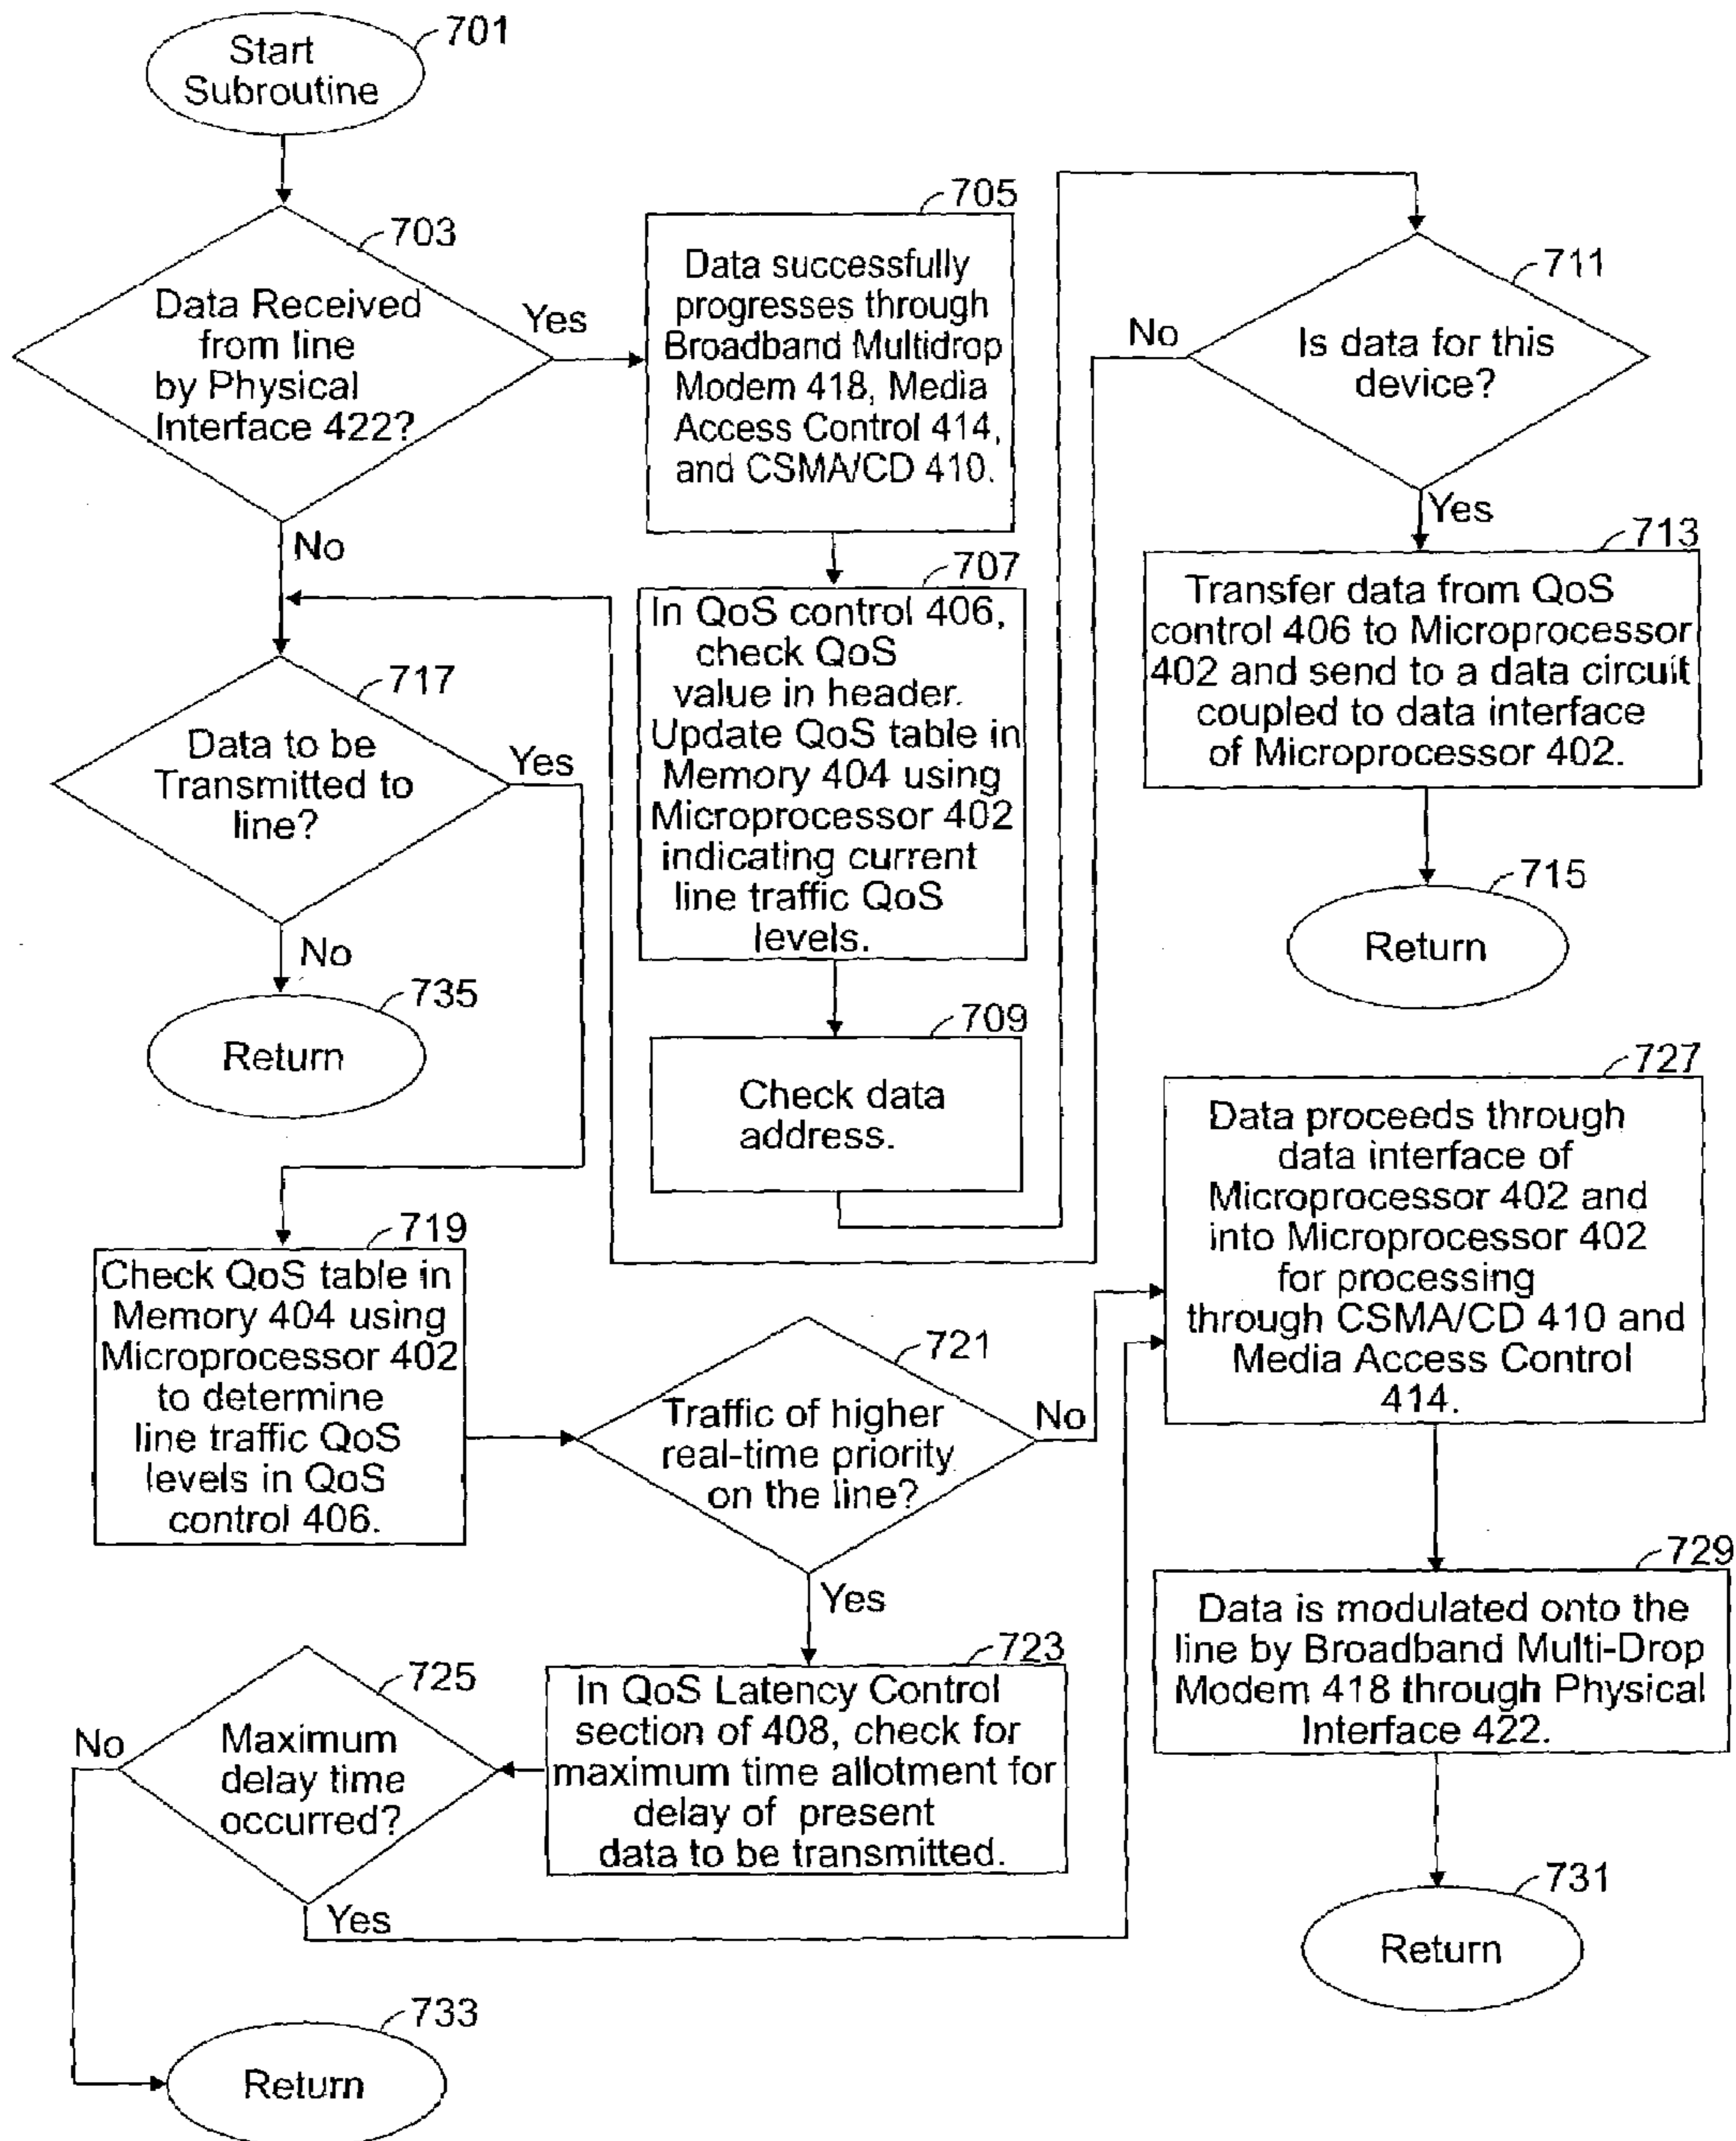 701
Start
Subroutine
703
Data Received
from line
by Physical
Interface 422?
Yes
No
705
Data successfully
progresses through
Broadband Multidrop
Modem 418, Media
Access Control 414,
and CSMA/CD 410.
707
In QoS control 406,
check QoS
value in header.
Update QoS table in
Memory 404 using
Microprocessor 402
indicating current
line traffic QoS
levels.
709
Check data
address.
711
Is data for this
device?
No
Yes
713
Transfer data from QoS
control 406 to Microprocessor
402 and send to a data circuit
coupled to data interface
of Microprocessor 402.
715
Return
717
Data to be
Transmitted to
line?
Yes
No
735
Return
719
Check QoS table in
Memory 404 using
Microprocessor 402
to determine
line traffic QoS
levels in QoS
control 406.
721
Traffic of higher
real-time priority
on the line?
No
Yes
723
In QoS Latency Control
section of 408, check for
maximum time allotment for
delay of present
data to be transmitted.
725
Maximum
delay time
occurred?
No
Yes
733
Return
727
Data proceeds through
data interface of
Microprocessor 402 and
into Microprocessor 402
for processing
through CSMA/CD 410 and
Media Access Control
414.
729
Data is modulated onto the
line by Broadband Multi-Drop
Modem 418 through Physical
Interface 422.
731
Return